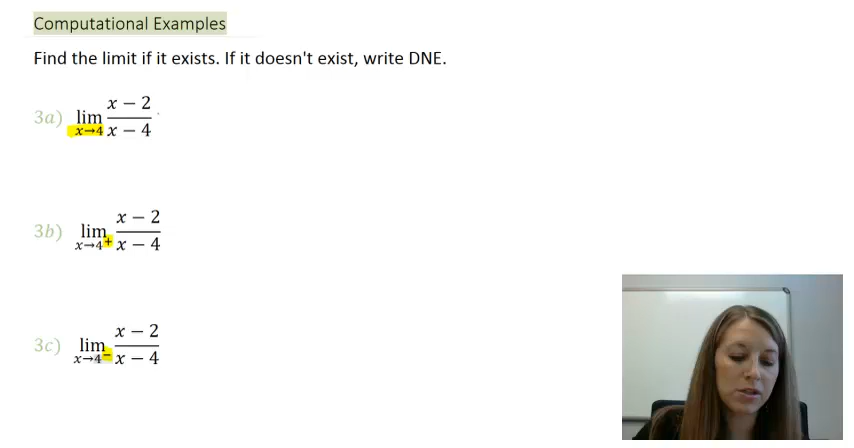 Computational Examples
Find the limit if it exists. If it doesn't exist, write DNE.
3a) lim x→4 (x − 2)/(x − 4)
3b) lim x→4⁺ (x − 2)/(x − 4)
3c) lim x→4⁻ (x − 2)/(x − 4)